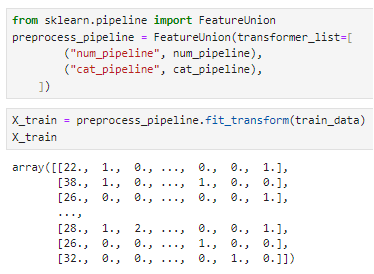 from sklearn.pipeline import FeatureUnion
preprocess_pipeline = FeatureUnion(transformer_list=[
        ("num_pipeline", num_pipeline),
        ("cat_pipeline", cat_pipeline),
    ])
X_train = preprocess_pipeline.fit_transform(train_data)
X_train
array([[22.,  1.,  0., ...,  0.,  0.,  1.],
       [38.,  1.,  0., ...,  1.,  0.,  0.],
       [26.,  0.,  0., ...,  0.,  0.,  1.],
       ...,
       [28.,  1.,  2., ...,  0.,  0.,  1.],
       [26.,  0.,  0., ...,  1.,  0.,  0.],
       [32.,  0.,  0., ...,  0.,  1.,  0.]])